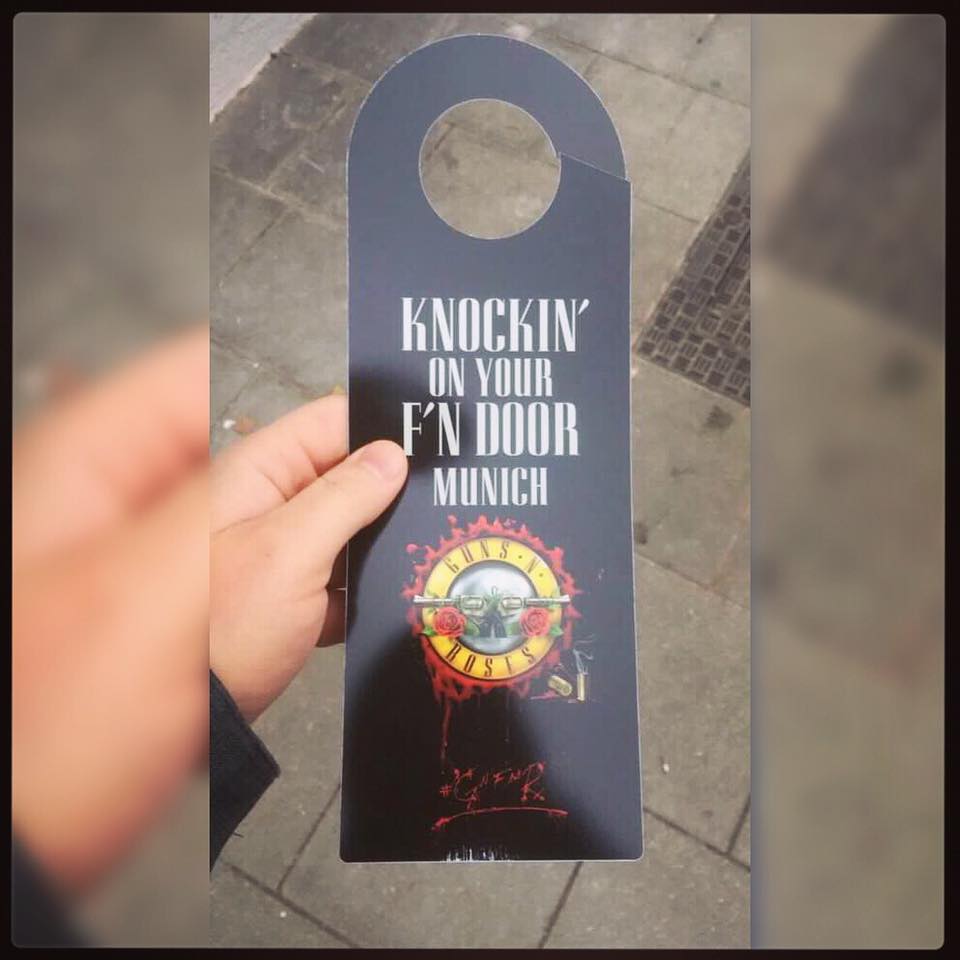 KNOCKIN'
ON YOUR
F'N DOOR
MUNICH
GUNS·N·
ROSES
#GNFNR